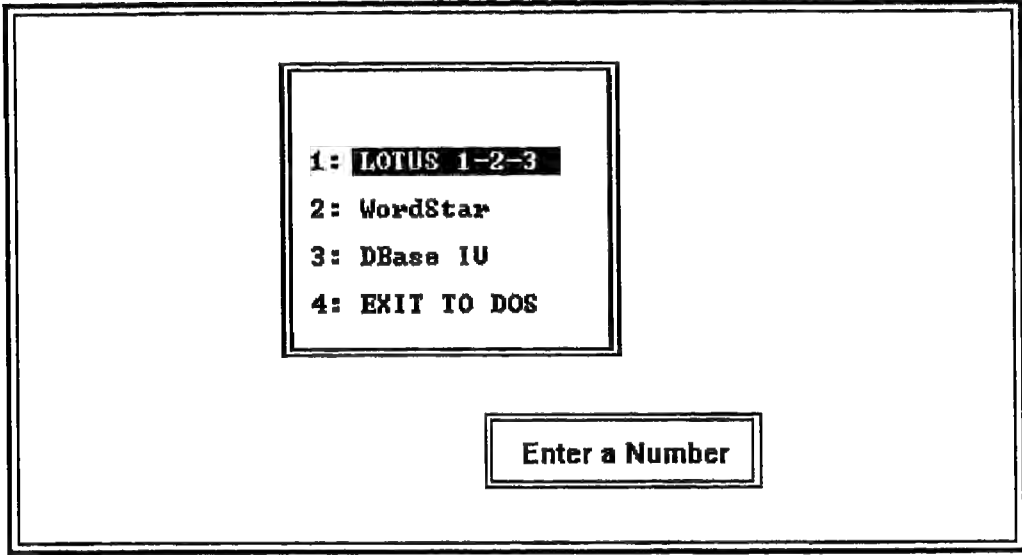 1: LOTUS 1-2-3
2: WordStar
3: DBase IV
4: EXIT TO DOS
Enter a Number